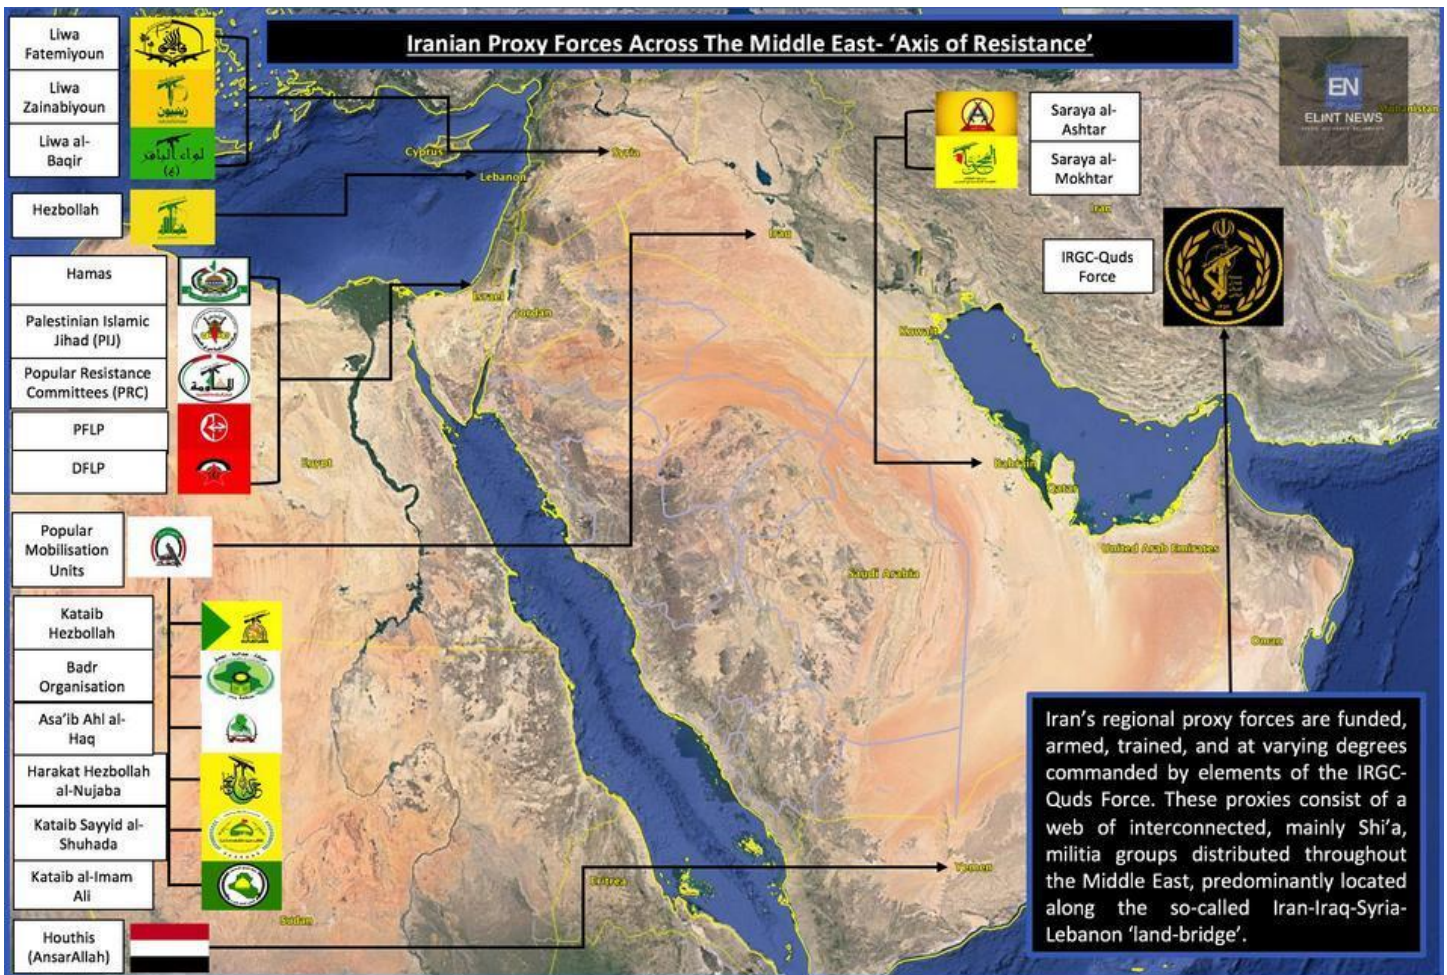 Iranian Proxy Forces Across The Middle East- ‘Axis of Resistance’
Liwa
Fatemiyoun
Liwa
Zainabiyoun
زينبيون
Liwa al-
Baqir
لواء الباقر
(ع)
Hezbollah
Hamas
Palestinian Islamic
Jihad (PIJ)
Popular Resistance
Committees (PRC)
PFLP
DFLP
Popular
Mobilisation
Units
Kataib
Hezbollah
Badr
Organisation
Asa’ib Ahl al-
Haq
Harakat Hezbollah
al-Nujaba
Kataib Sayyid al-
Shuhada
Kataib al-Imam
Ali
Houthis
(AnsarAllah)
Saraya al-
Ashtar
Saraya al-
Mokhtar
IRGC-Quds
Force
EN
ELINT NEWS
Afghanistan
Cyprus
Syria
Lebanon
Iraq
Iran
Israel
Jordan
Kuwait
Egypt
Bahrain
Qatar
United Arab Emirates
Saudi Arabia
Oman
Eritrea
Sudan
Yemen
Iran’s regional proxy forces are funded,
armed, trained, and at varying degrees
commanded by elements of the IRGC-
Quds Force. These proxies consist of a
web of interconnected, mainly Shi’a,
militia groups distributed throughout
the Middle East, predominantly located
along the so-called Iran-Iraq-Syria-
Lebanon ‘land-bridge’.